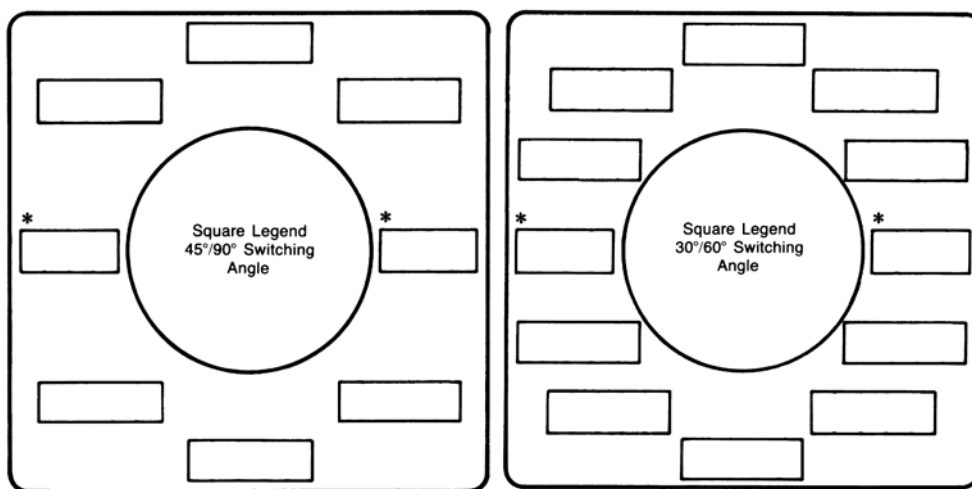 *
*
Square Legend
45°/90° Switching
Angle
*
*
Square Legend
30°/60° Switching
Angle